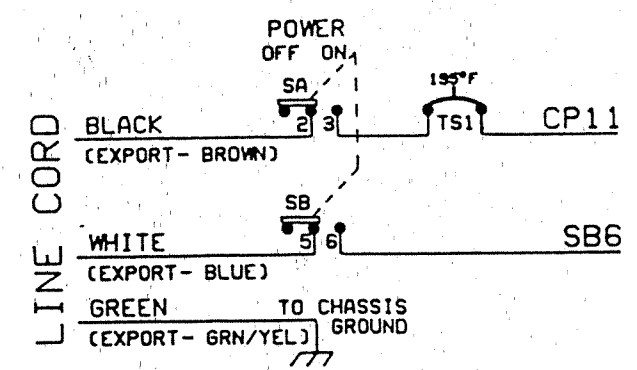 POWER
OFF ON
SA
195°F
BLACK
2 3
TS1
CP11
(EXPORT- BROWN)
LINE CORD
SB
WHITE
5 6
SB6
(EXPORT- BLUE)
GREEN
TO CHASSIS
GROUND
(EXPORT- GRN/YEL)